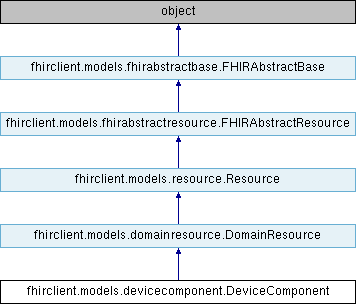 object
fhirclient.models.fhirabstractbase.FHIRAbstractBase
fhirclient.models.fhirabstractresource.FHIRAbstractResource
fhirclient.models.resource.Resource
fhirclient.models.domainresource.DomainResource
fhirclient.models.devicecomponent.DeviceComponent